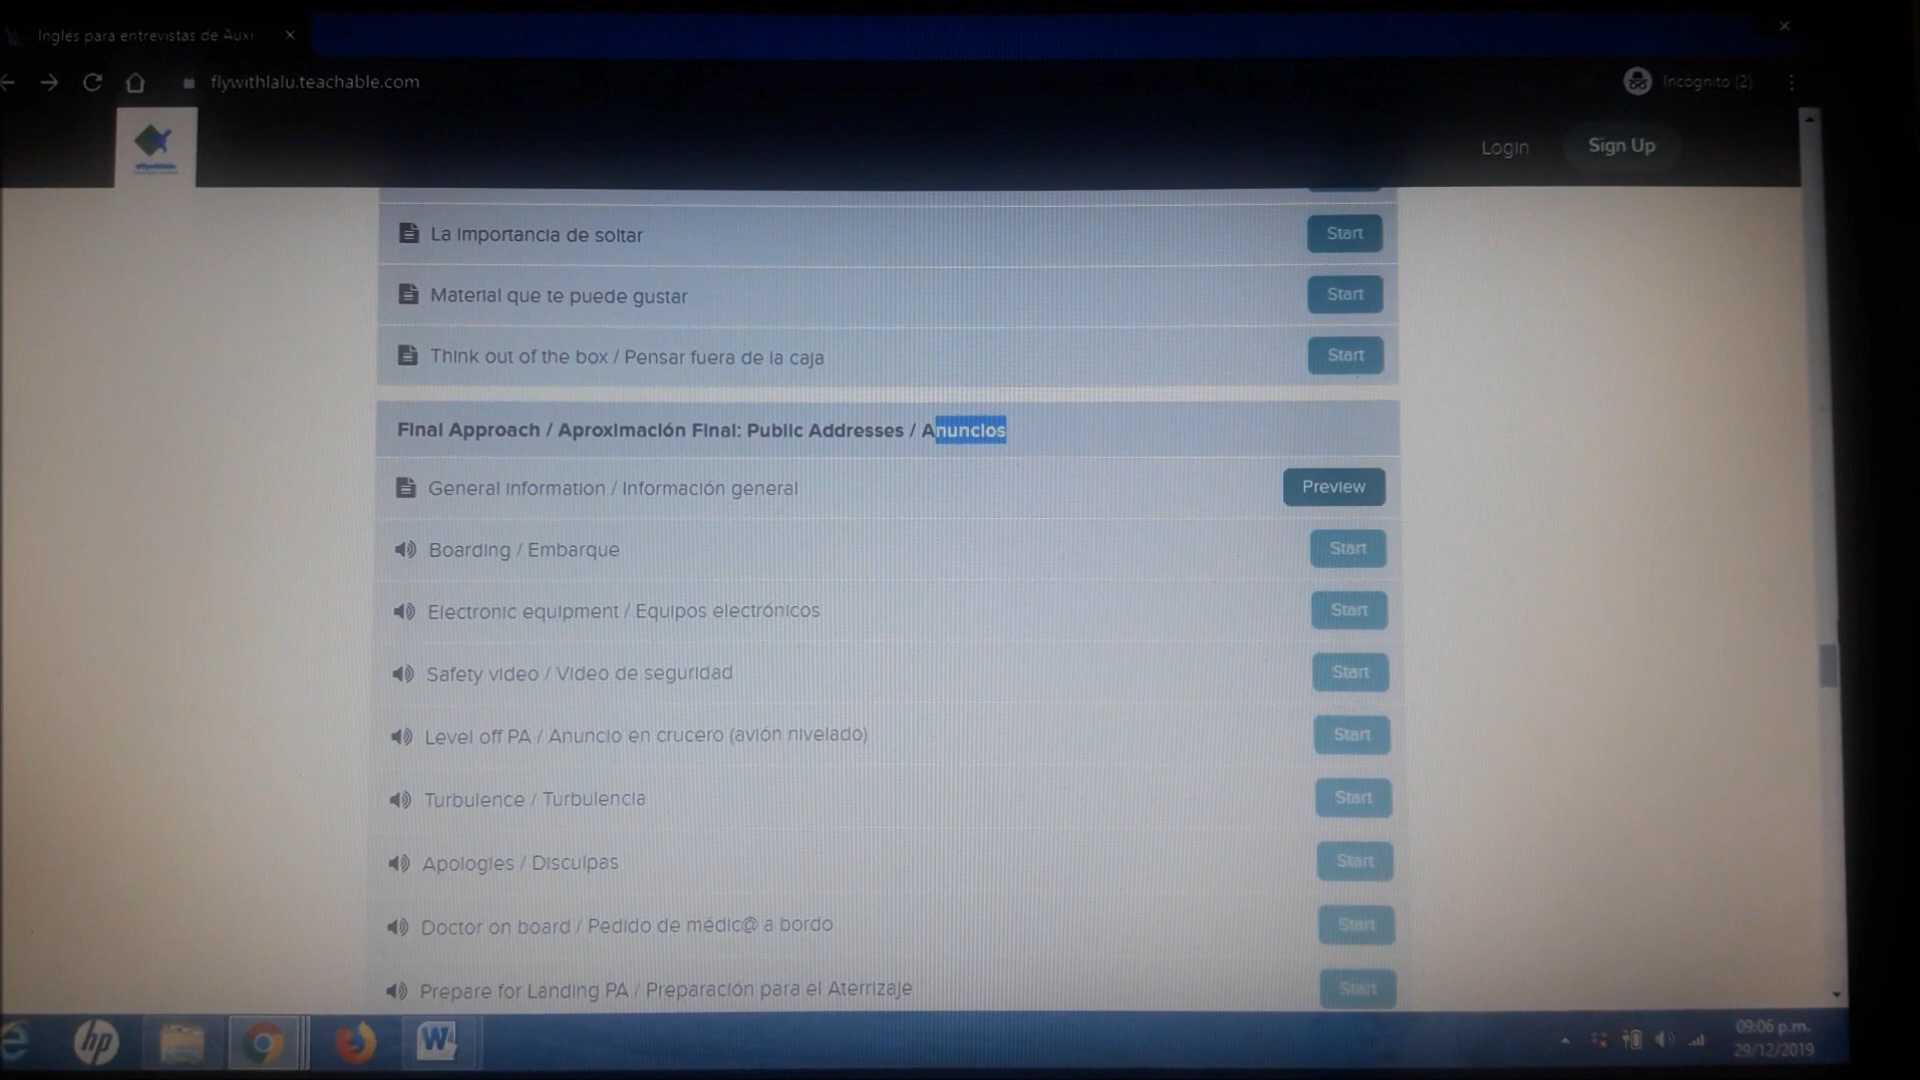 Ingles para entrevistas de Auxi
flywithlalu.teachable.com
Incógnito (2)
Login
Sign Up
La importancia de soltar
Start
Material que te puede gustar
Start
Think out of the box / Pensar fuera de la caja
Start
Final Approach / Aproximación Final: Public Addresses / Anuncios
General information / Información general
Preview
Boarding / Embarque
Start
Electronic equipment / Equipos electrónicos
Start
Safety video / Video de seguridad
Start
Level off PA / Anuncio en crucero (avión nivelado)
Start
Turbulence / Turbulencia
Start
Apologies / Disculpas
Start
Doctor on board / Pedido de médic@ a bordo
Start
Prepare for Landing PA / Preparación para el Aterrizaje
Start
hp
W
09:06 p.m.
29/12/2019